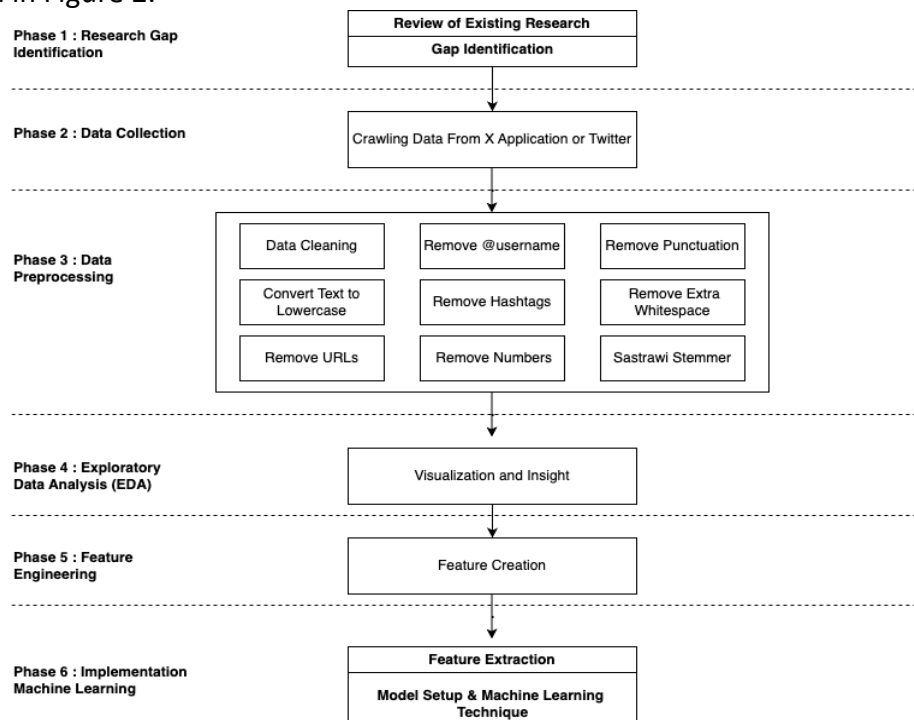 in Figure 2.
Phase 1 : Research Gap
Identification
Review of Existing Research
Gap Identification
Phase 2 : Data Collection
Crawling Data From X Application or Twitter
Phase 3 : Data
Preprocessing
Data Cleaning
Remove @username
Remove Punctuation
Convert Text to
Lowercase
Remove Hashtags
Remove Extra
Whitespace
Remove URLs
Remove Numbers
Sastrawi Stemmer
Phase 4 : Exploratory
Data Analysis (EDA)
Visualization and Insight
Phase 5 : Feature
Engineering
Feature Creation
Phase 6 : Implementation
Machine Learning
Feature Extraction
Model Setup & Machine Learning
Technique